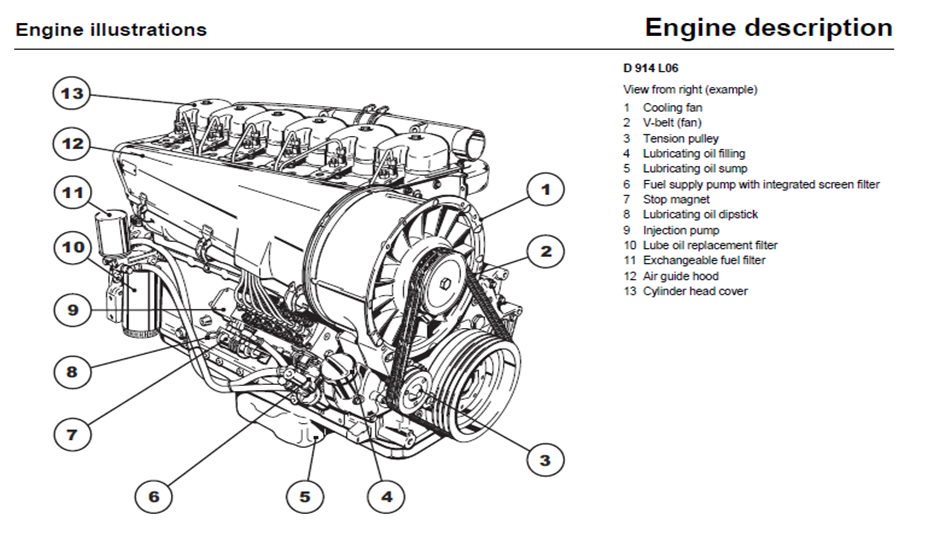 Engine illustrations
Engine description
D 914 L06
View from right (example)
1 Cooling fan
2 V-belt (fan)
3 Tension pulley
4 Lubricating oil filling
5 Lubricating oil sump
6 Fuel supply pump with integrated screen filter
7 Stop magnet
8 Lubricating oil dipstick
9 Injection pump
10 Lube oil replacement filter
11 Exchangeable fuel filter
12 Air guide hood
13 Cylinder head cover
13
12
11
10
9
8
7
6
5
4
3
2
1